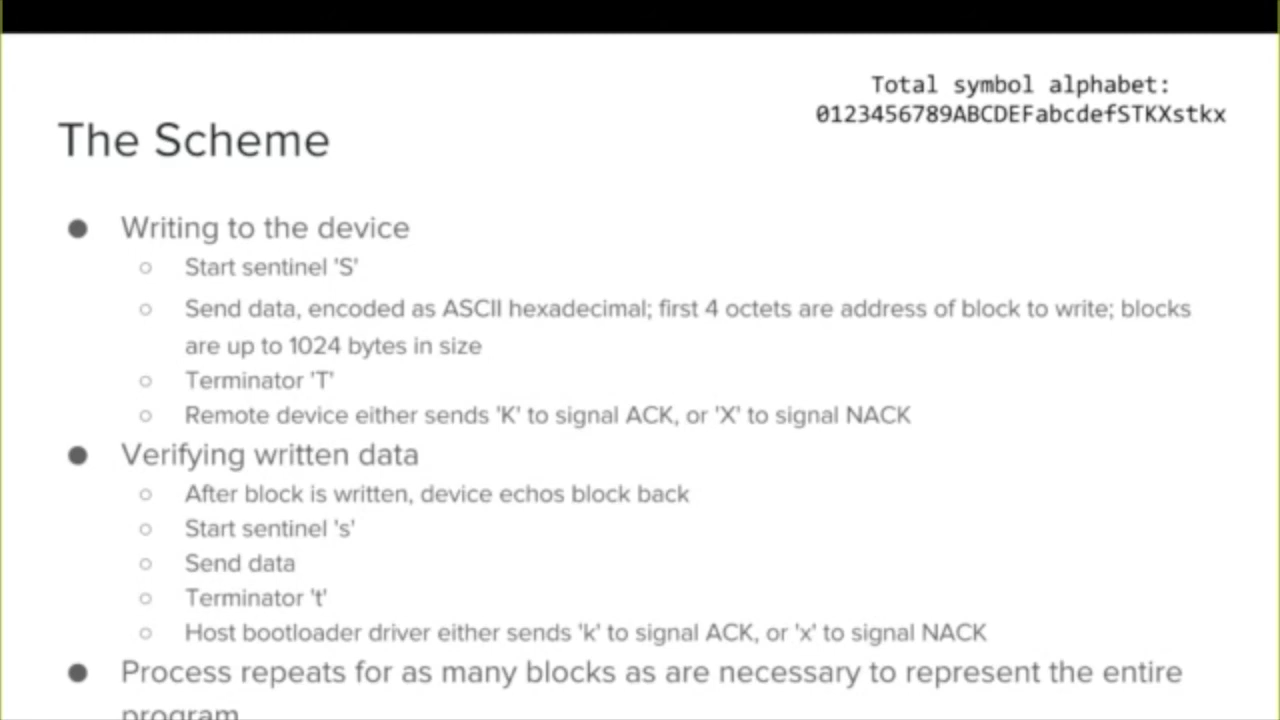 Total symbol alphabet:
0123456789ABCDEFabcdefSTKXstkx
The Scheme
● Writing to the device
○ Start sentinel 'S'
○ Send data, encoded as ASCII hexadecimal; first 4 octets are address of block to write; blocks
are up to 1024 bytes in size
○ Terminator 'T'
○ Remote device either sends 'K' to signal ACK, or 'X' to signal NACK
● Verifying written data
○ After block is written, device echos block back
○ Start sentinel 's'
○ Send data
○ Terminator 't'
○ Host bootloader driver either sends 'k' to signal ACK, or 'x' to signal NACK
● Process repeats for as many blocks as are necessary to represent the entire
program